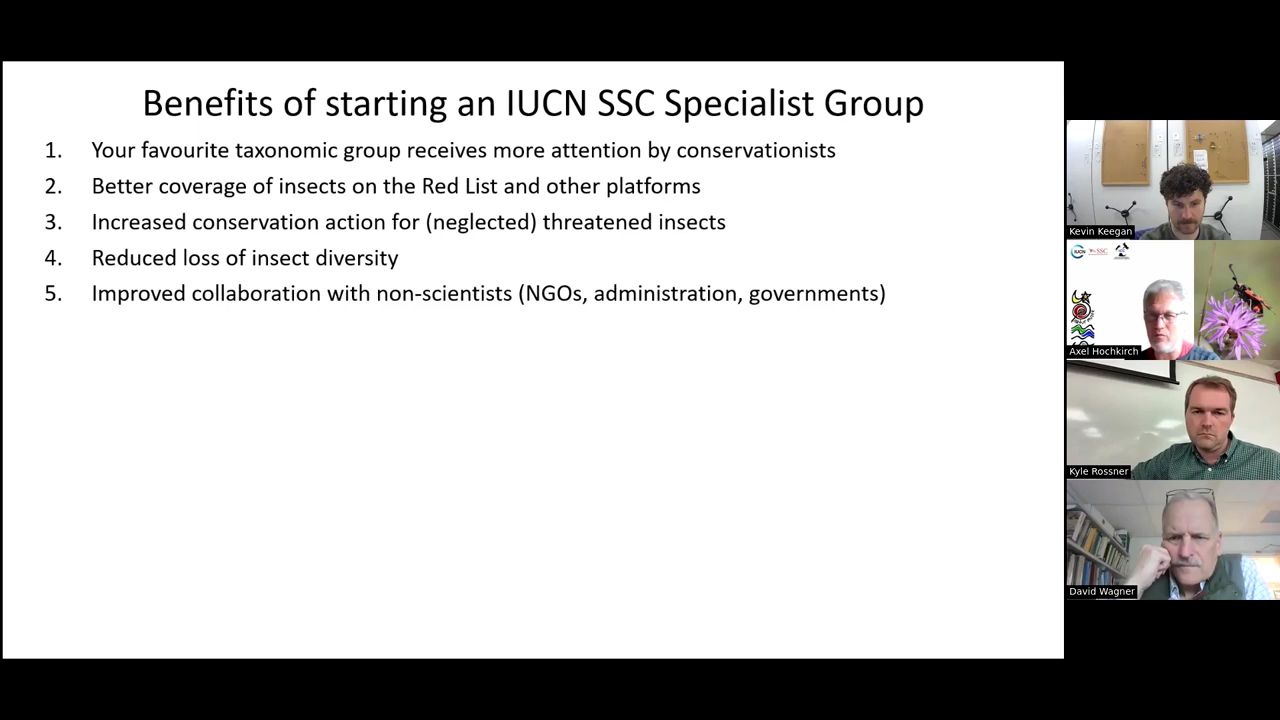 Benefits of starting an IUCN SSC Specialist Group
1. Your favourite taxonomic group receives more attention by conservationists
2. Better coverage of insects on the Red List and other platforms
3. Increased conservation action for (neglected) threatened insects
4. Reduced loss of insect diversity
5. Improved collaboration with non-scientists (NGOs, administration, governments)
Kevin Keegan
IUCN
SSC
Axel Hochkirch
Kyle Rossner
David Wagner